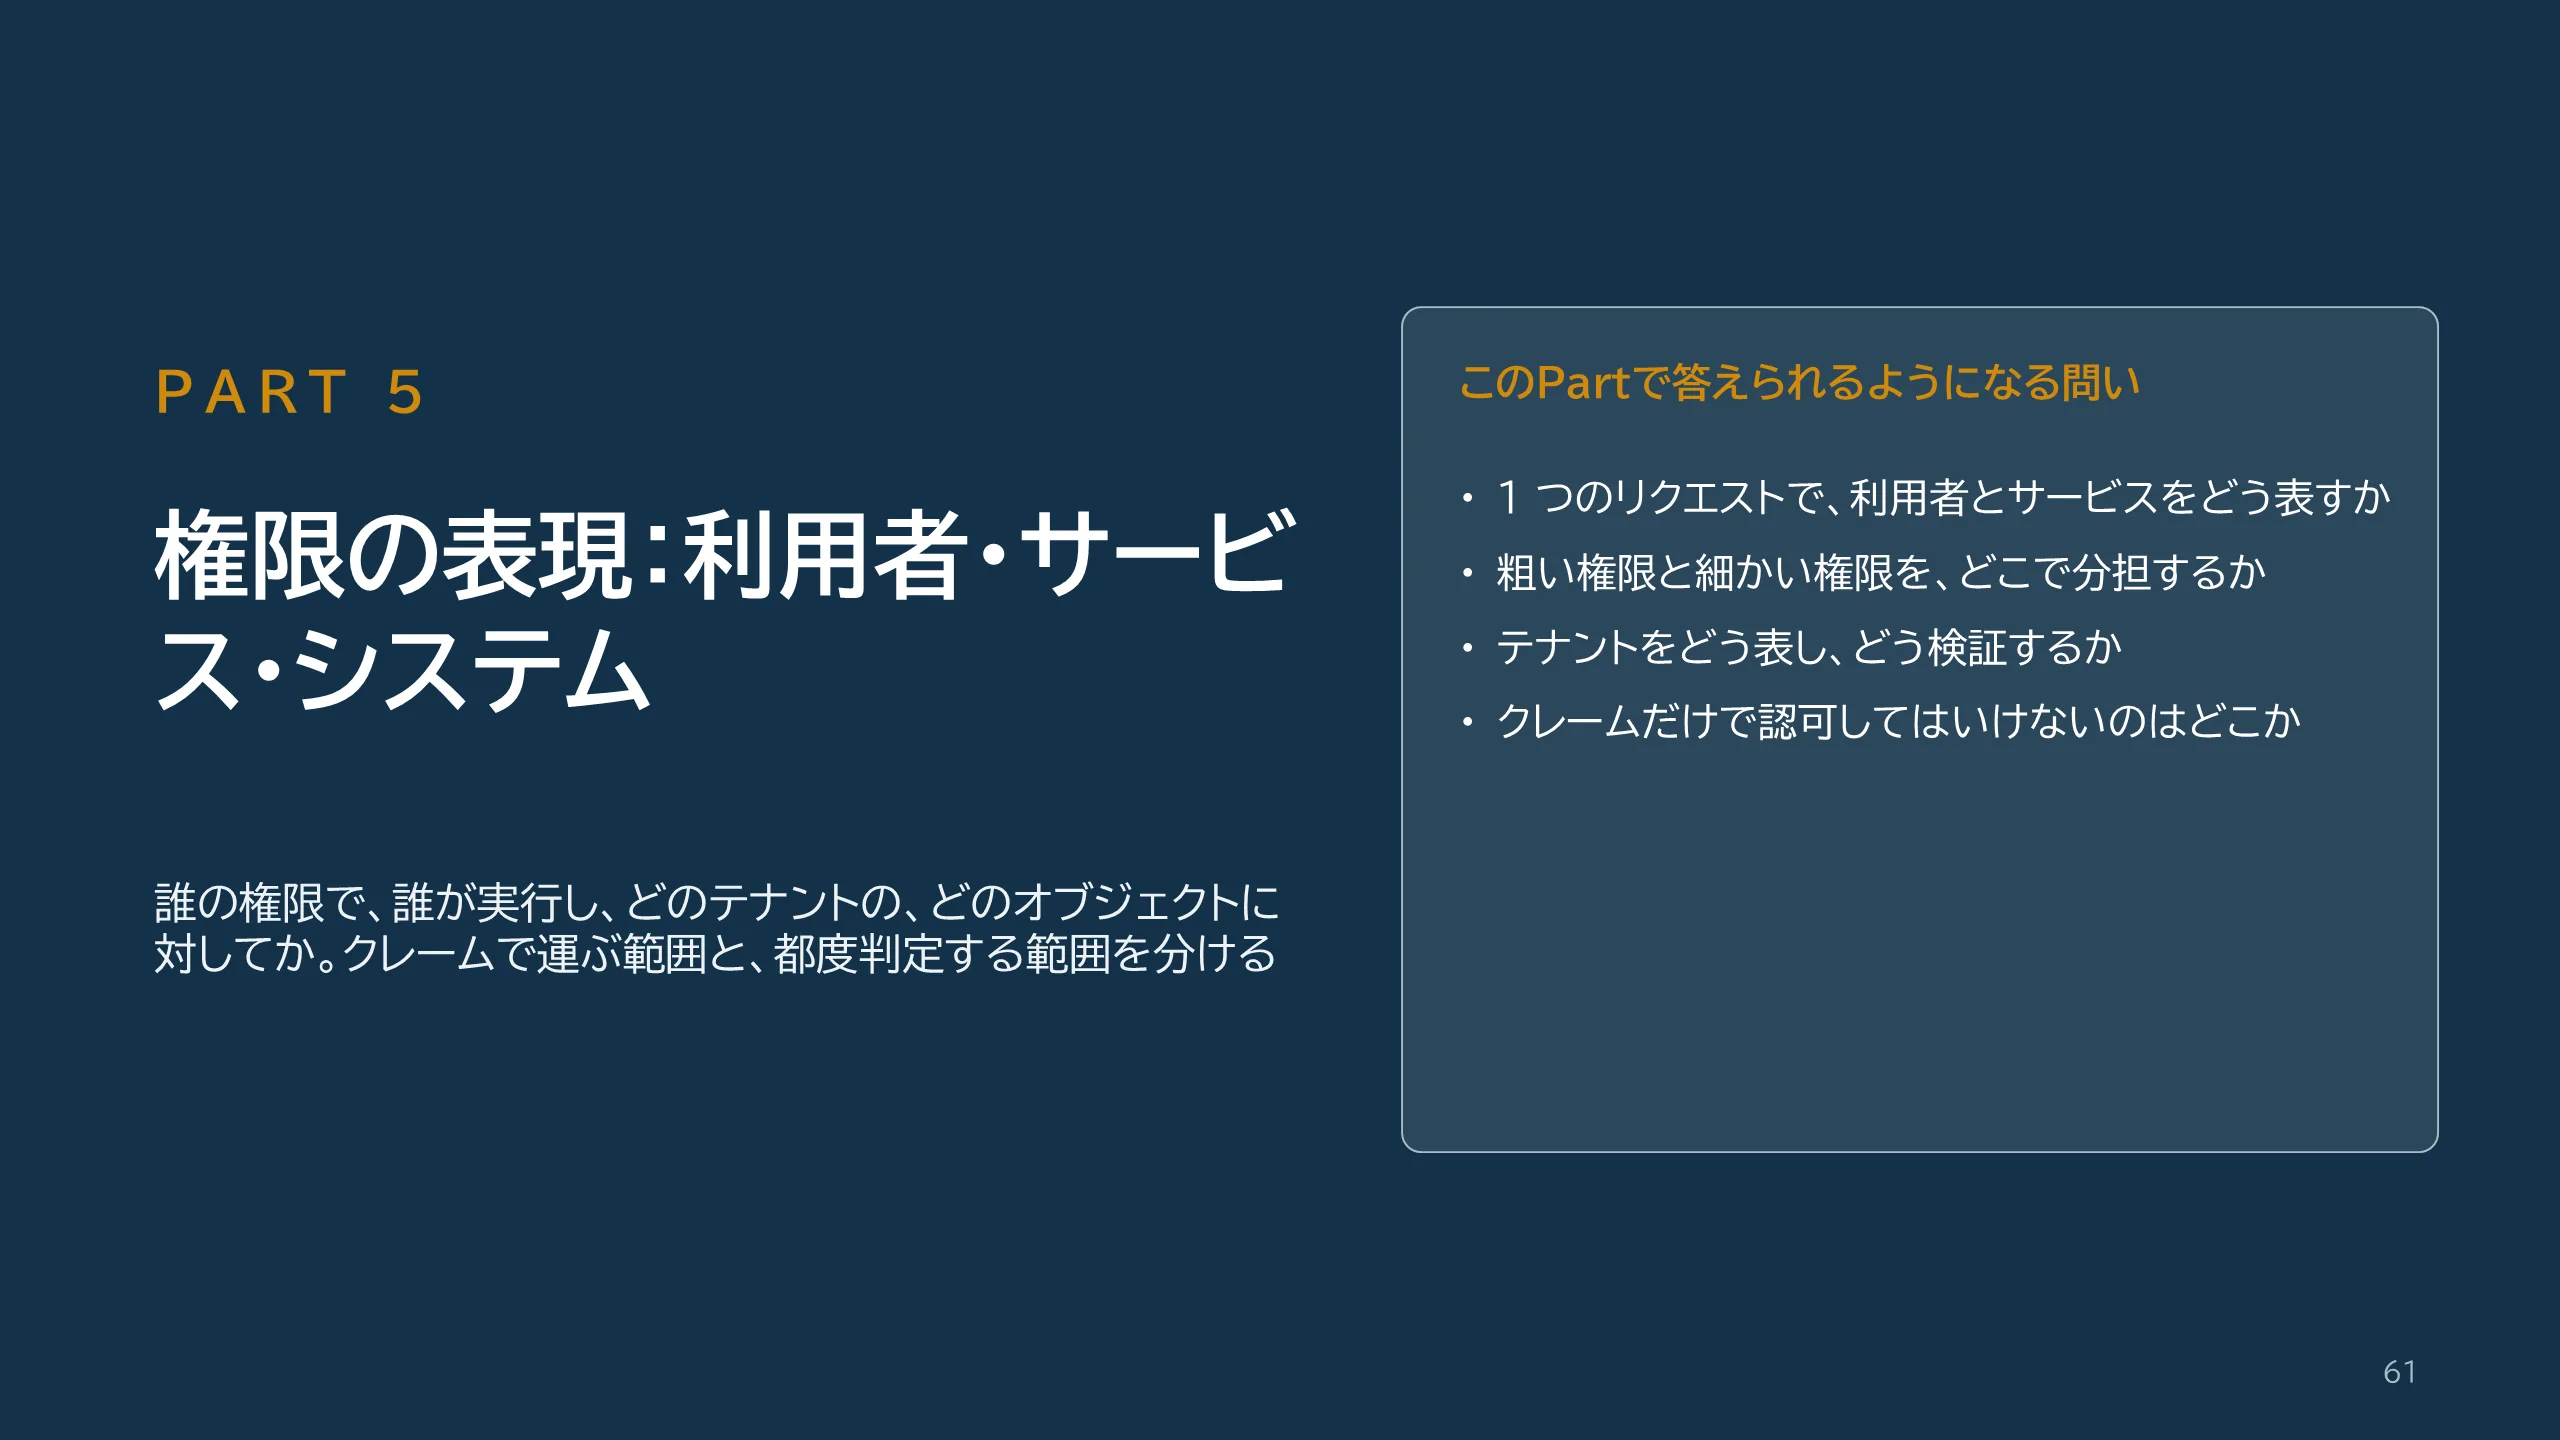 PART 5
権限の表現：利用者・サービ
ス・システム
誰の権限で、誰が実行し、どのテナントの、どのオブジェクトに
対してか。クレームで運ぶ範囲と、都度判定する範囲を分ける
このPartで答えられるようになる問い
• 1 つのリクエストで、利用者とサービスをどう表すか
• 粗い権限と細かい権限を、どこで分担するか
• テナントをどう表し、どう検証するか
• クレームだけで認可してはいけないのはどこか
61